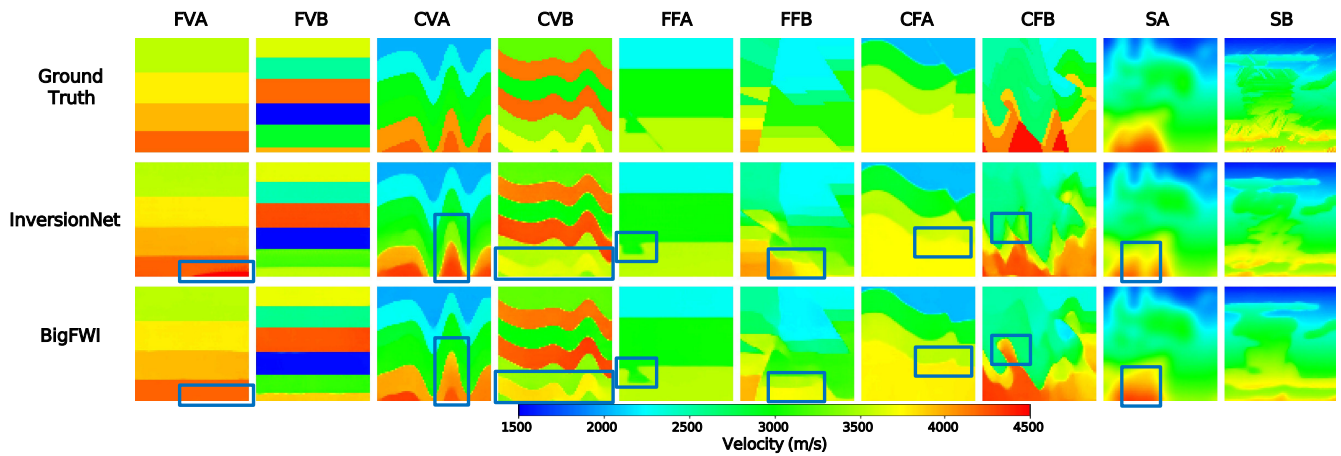 FVA FVB CVA CVB FFA FFB CFA CFB SA SB
Ground
Truth
InversionNet
BigFWI
1500 2000 2500 3000 3500 4000 4500
Velocity (m/s)